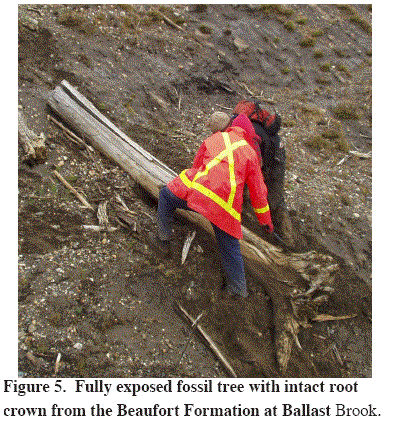 Figure 5.  Fully exposed fossil tree with intact root
crown from the Beaufort Formation at Ballast Brook.